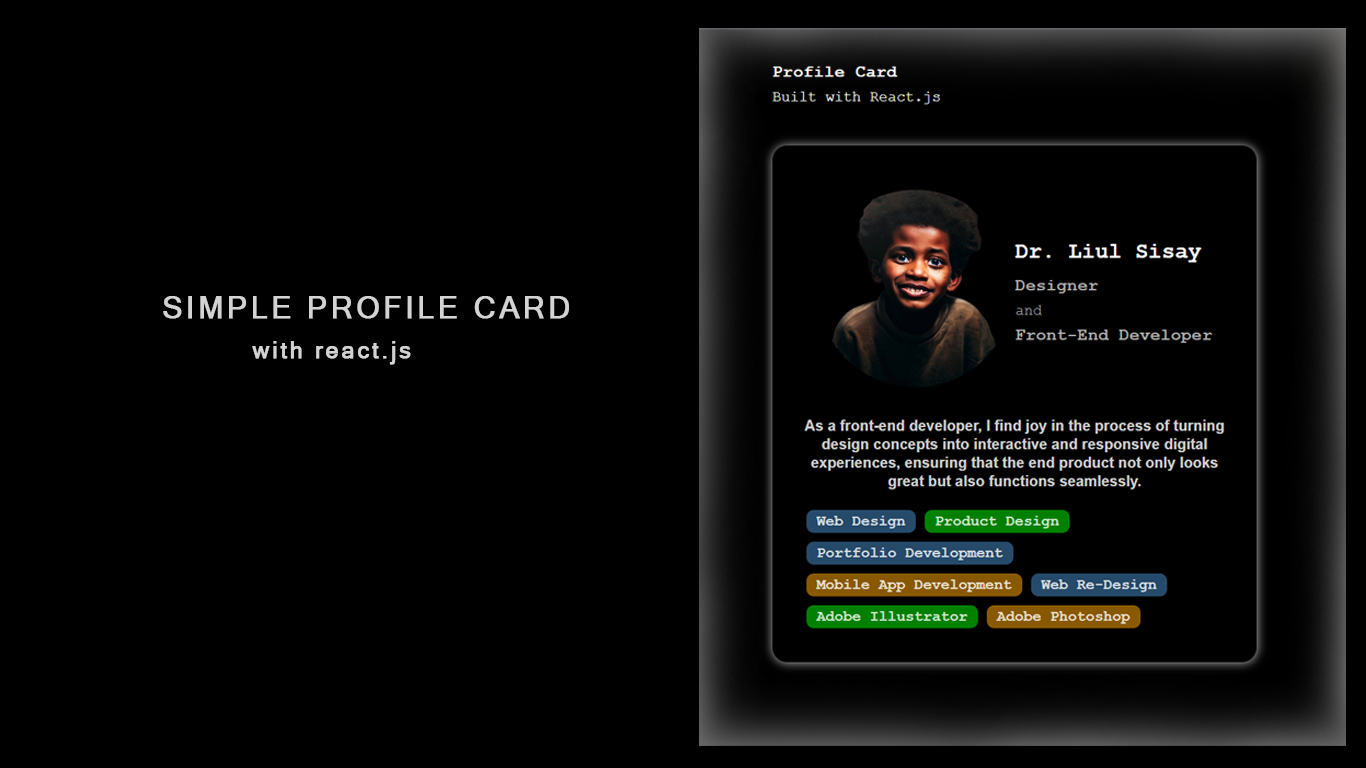 SIMPLE PROFILE CARD
with react.js
Profile Card
Built with React.js
Dr. Liul Sisay
Designer
and
Front-End Developer
As a front-end developer, I find joy in the process of turning
design concepts into interactive and responsive digital
experiences, ensuring that the end product not only looks
great but also functions seamlessly.
Web Design Product Design
Portfolio Development
Mobile App Development Web Re-Design
Adobe Illustrator Adobe Photoshop